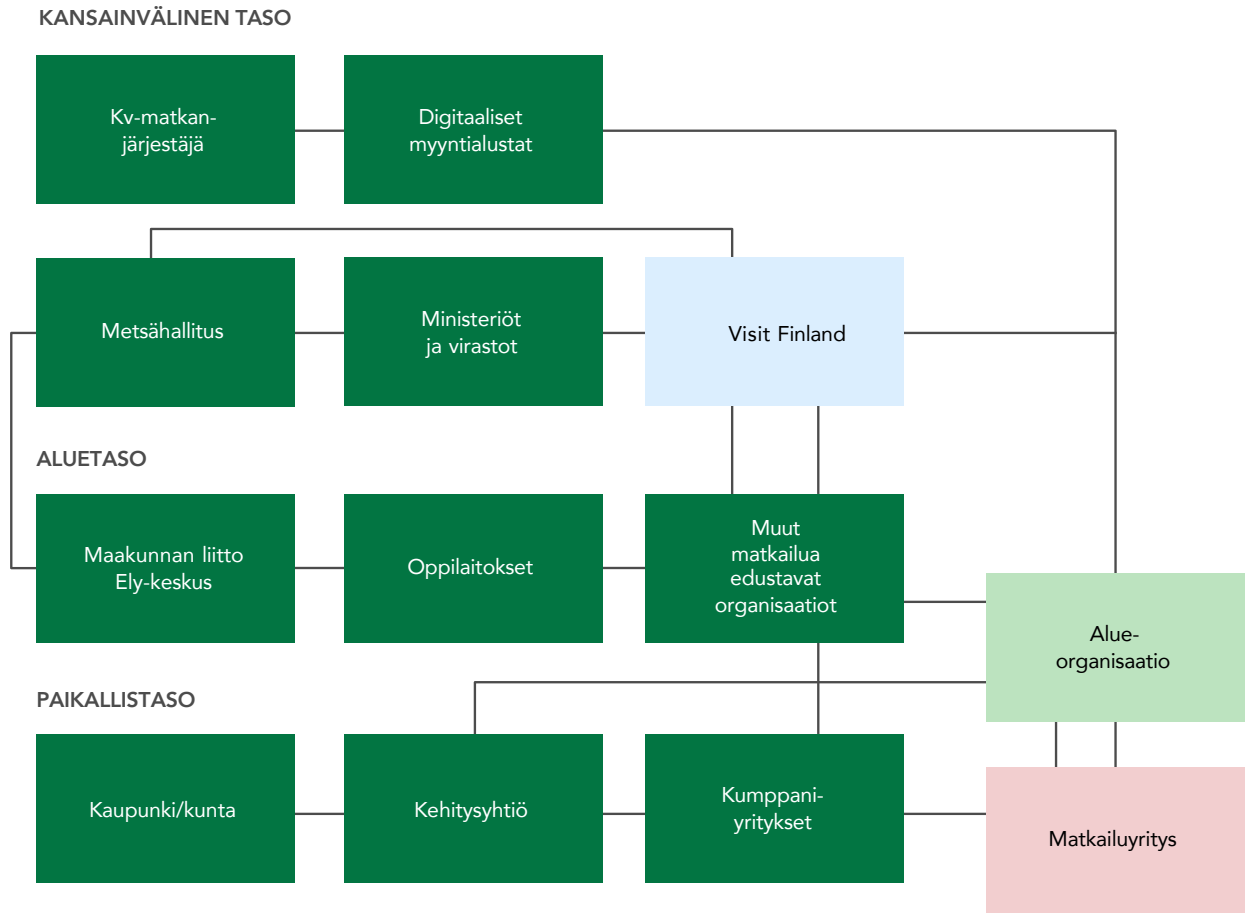 KANSAINVÄLINEN TASO
Kv-matkan-
järjestäjä
Digitaaliset
myyntialustat
Metsähallitus
Ministeriöt
ja virastot
Visit Finland
ALUETASO
Maakunnan liitto
Ely-keskus
Oppilaitokset
Muut
matkailua
edustavat
organisaatiot
Alue-
organisaatio
PAIKALLISTASO
Kaupunki/kunta
Kehitysyhtiö
Kumppani-
yritykset
Matkailuyritys